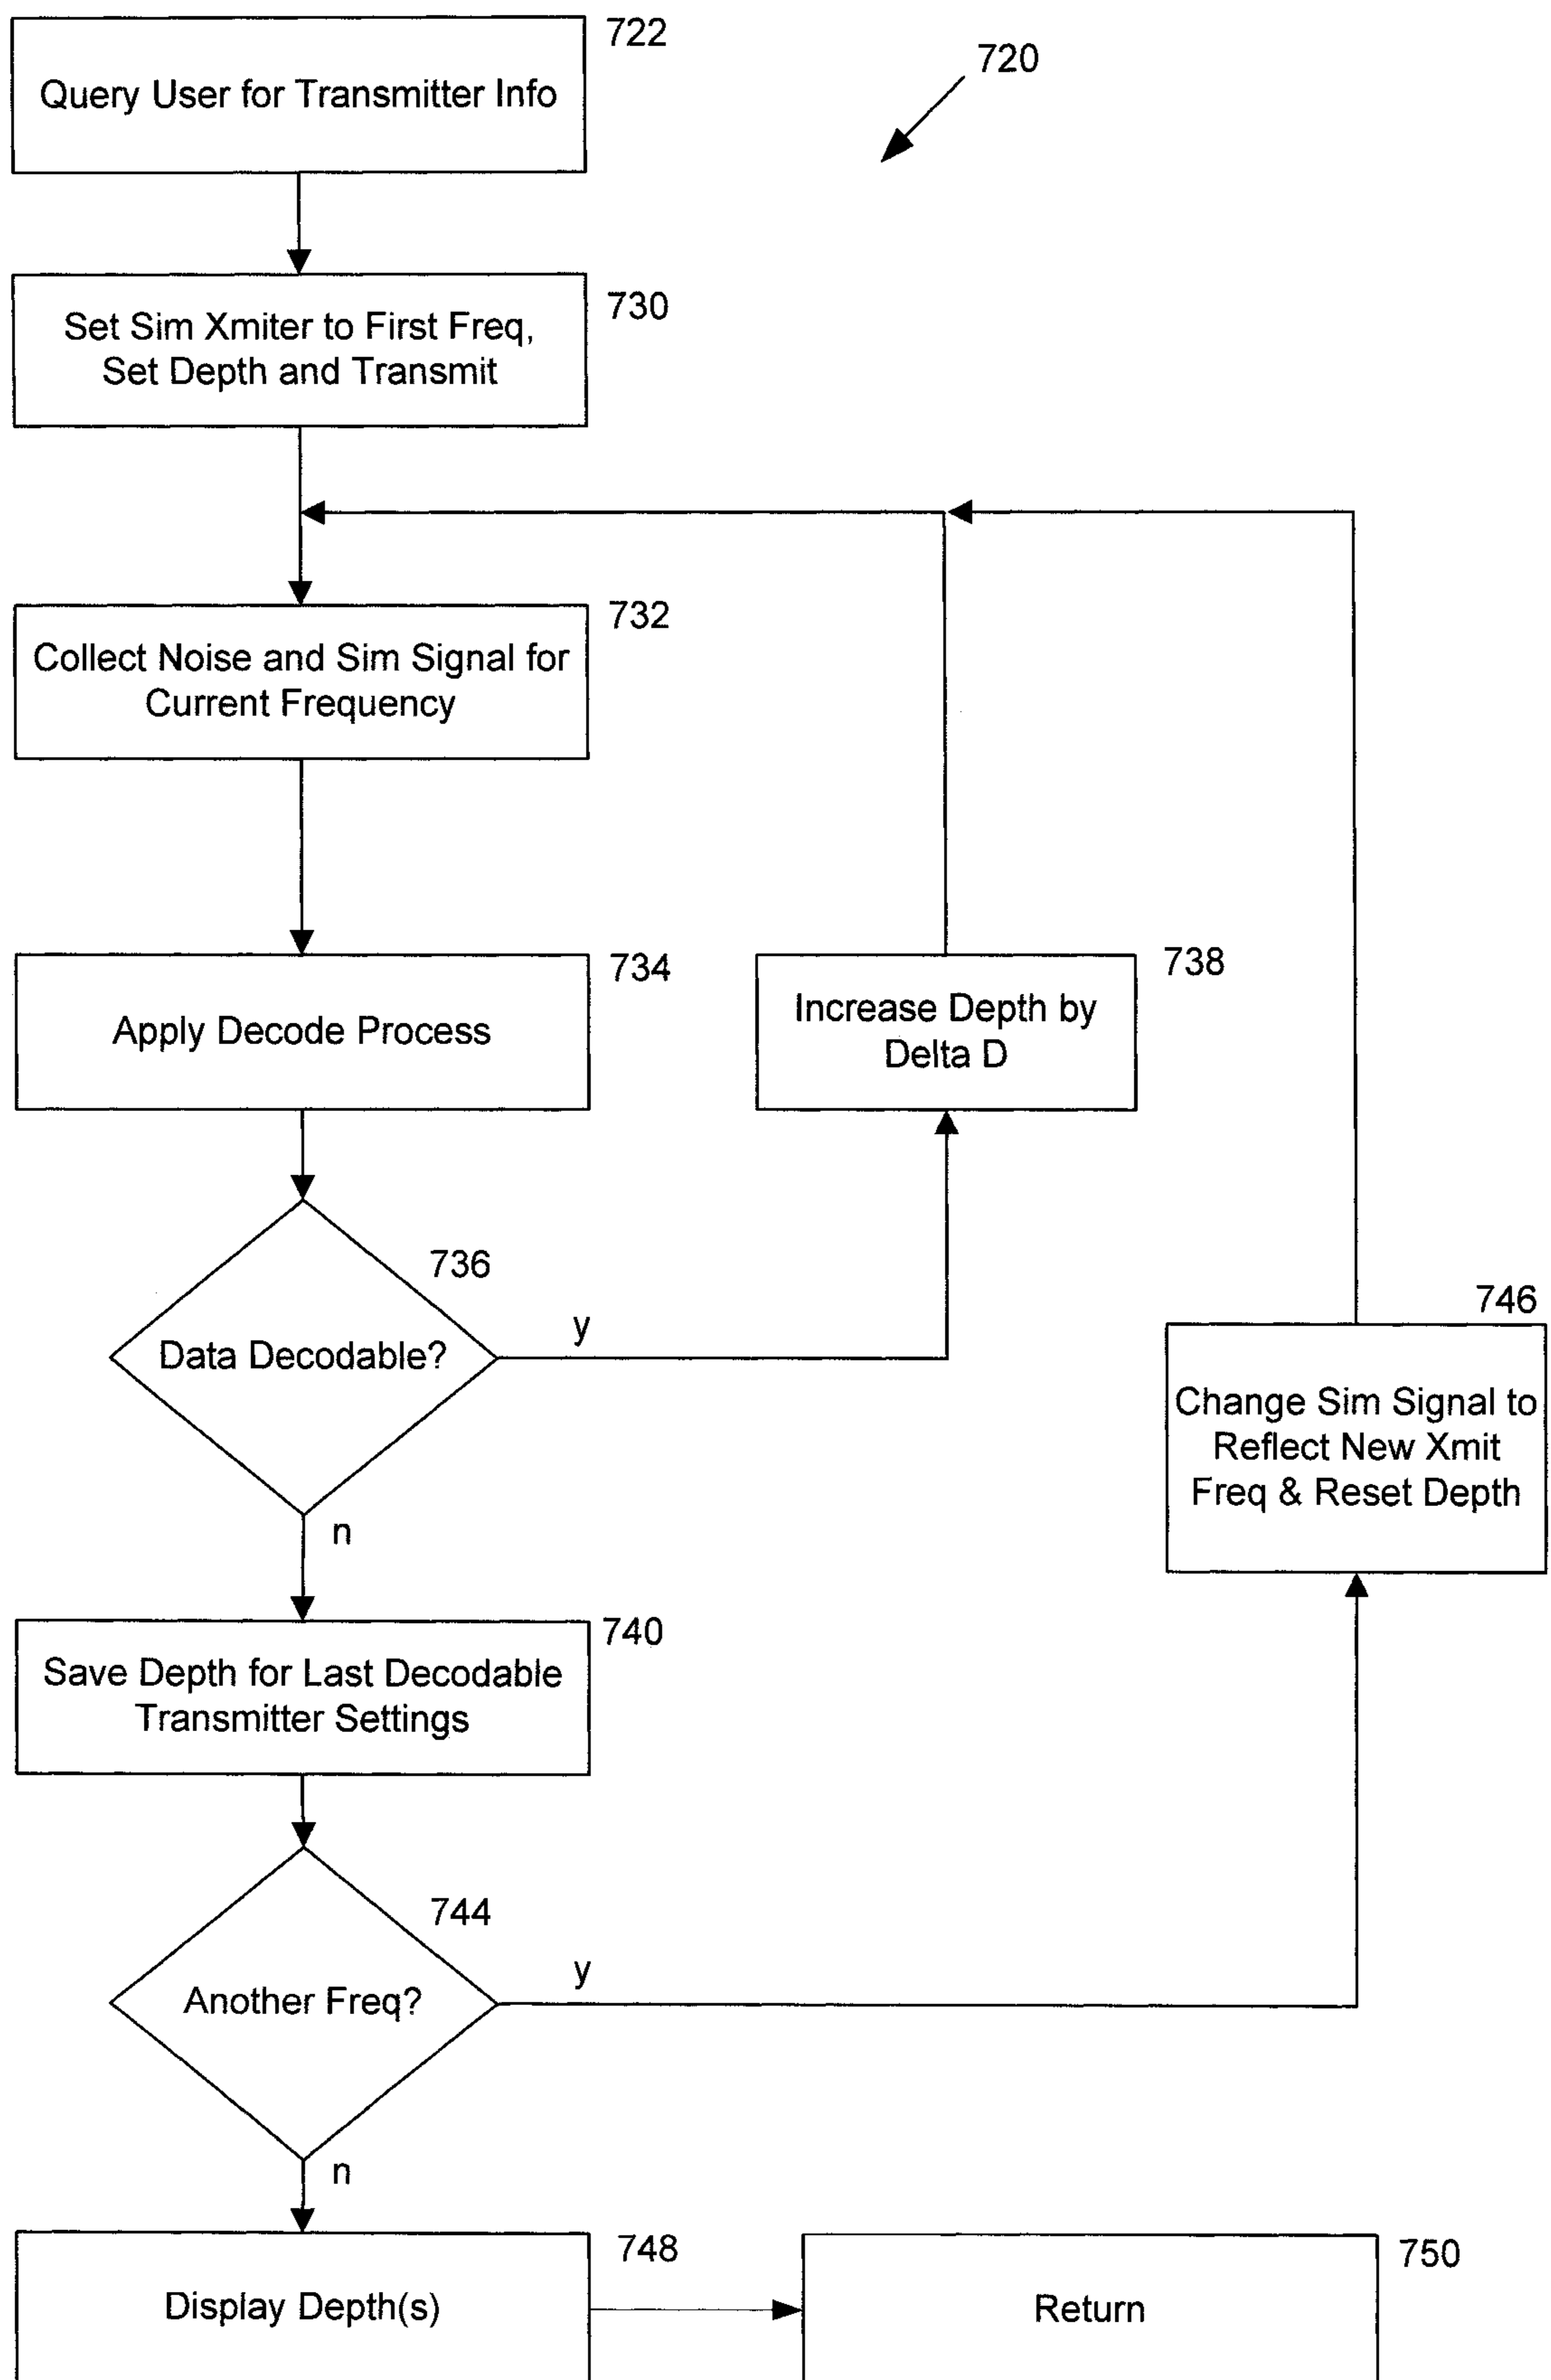 722
Query User for Transmitter Info
720
730
Set Sim Xmiter to First Freq,
Set Depth and Transmit
732
Collect Noise and Sim Signal for
Current Frequency
734
Apply Decode Process
738
Increase Depth by
Delta D
736
Data Decodable?
y
n
746
Change Sim Signal to
Reflect New Xmit
Freq & Reset Depth
740
Save Depth for Last Decodable
Transmitter Settings
744
Another Freq?
y
n
748
Display Depth(s)
750
Return